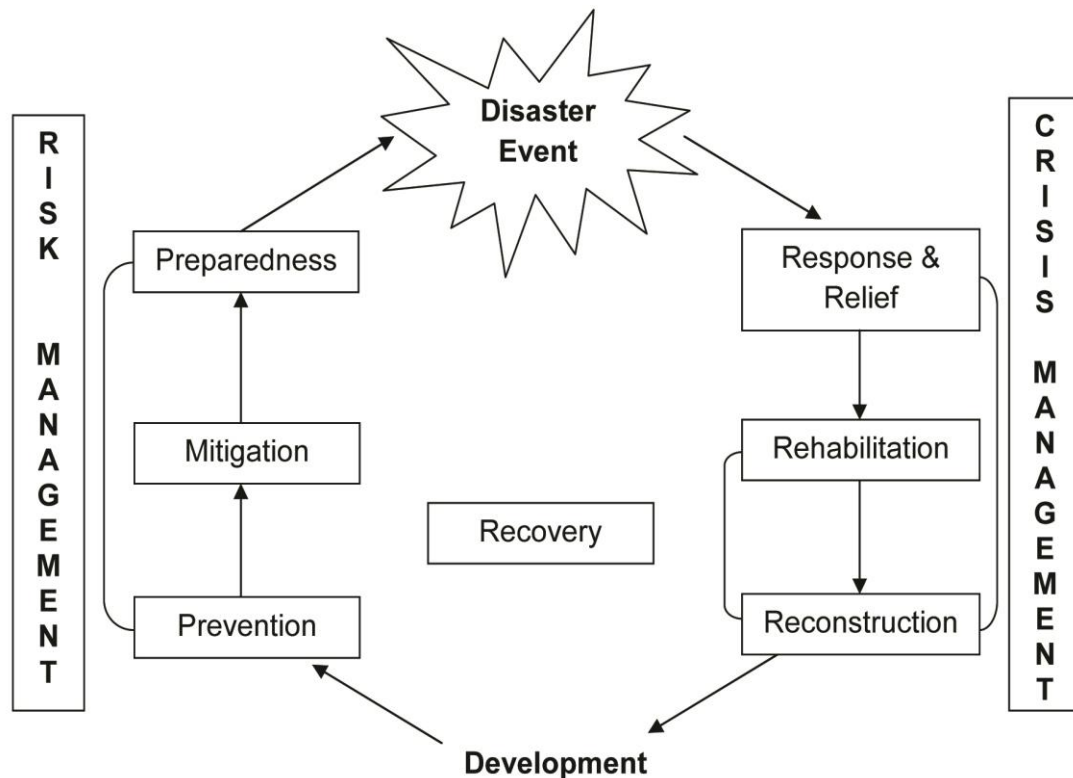 Disaster
Event
RISK MANAGEMENT
CRISIS MANAGEMENT
Preparedness
Response &
Relief
Mitigation
Rehabilitation
Recovery
Prevention
Reconstruction
Development